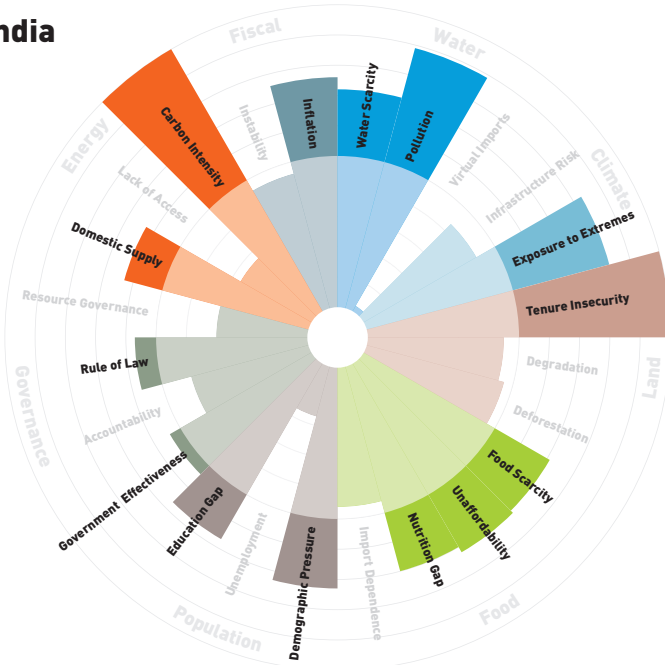 ndia
Fiscal
Water
Inflation
Instability
Water Scarcity
Pollution
Virtual Imports
Climate
Infrastructure Risk
Exposure to Extremes
Tenure Insecurity
Land
Degradation
Deforestation
Food Scarcity
Unaffordability
Nutrition Gap
Import Dependence
Food
Demographic Pressure
Unemployment
Education Gap
Population
Government Effectiveness
Accountability
Rule of Law
Governance
Resource Governance
Domestic Supply
Lack of Access
Carbon Intensity
Energy